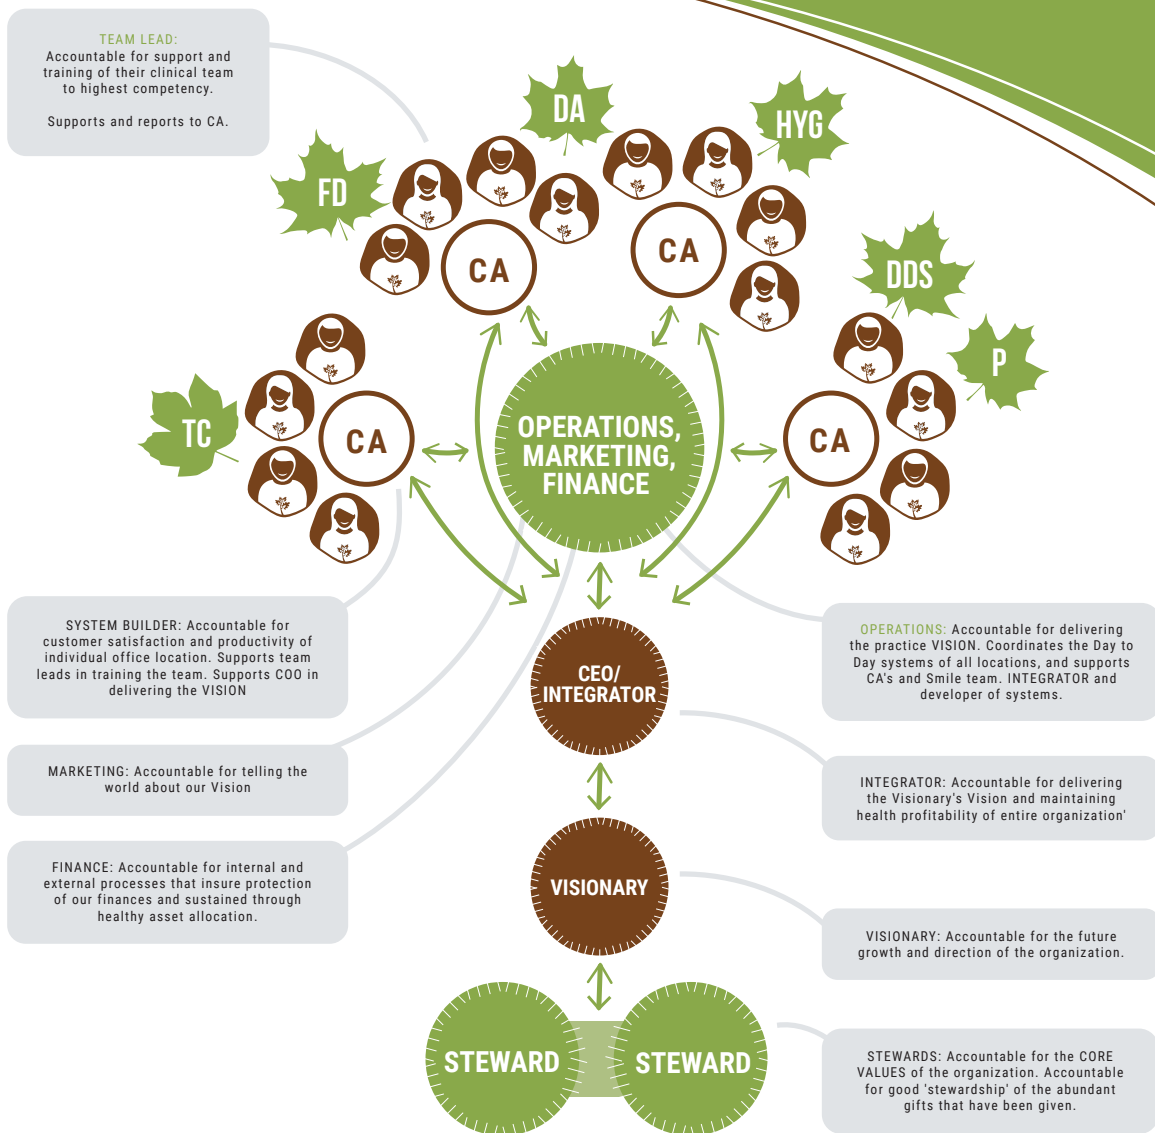 TEAM LEAD:
Accountable for support and
training of their clinical team
to highest competency.
Supports and reports to CA.
DA
HYG
FD
CA
CA
DDS
P
TC
CA
CA
OPERATIONS,
MARKETING,
FINANCE
SYSTEM BUILDER: Accountable for
customer satisfaction and productivity of
individual office location. Supports team
leads in training the team. Supports COO in
delivering the VISION
OPERATIONS: Accountable for delivering
the practice VISION. Coordinates the Day to
Day systems of all locations, and supports
CA's and Smile team. INTEGRATOR and
developer of systems.
CEO/
INTEGRATOR
MARKETING: Accountable for telling the
world about our Vision
INTEGRATOR: Accountable for delivering
the Visionary's Vision and maintaining
health profitability of entire organization'
FINANCE: Accountable for internal and
external processes that insure protection
of our finances and sustained through
healthy asset allocation.
VISIONARY
VISIONARY: Accountable for the future
growth and direction of the organization.
STEWARD
STEWARD
STEWARDS: Accountable for the CORE
VALUES of the organization. Accountable
for good 'stewardship' of the abundant
gifts that have been given.